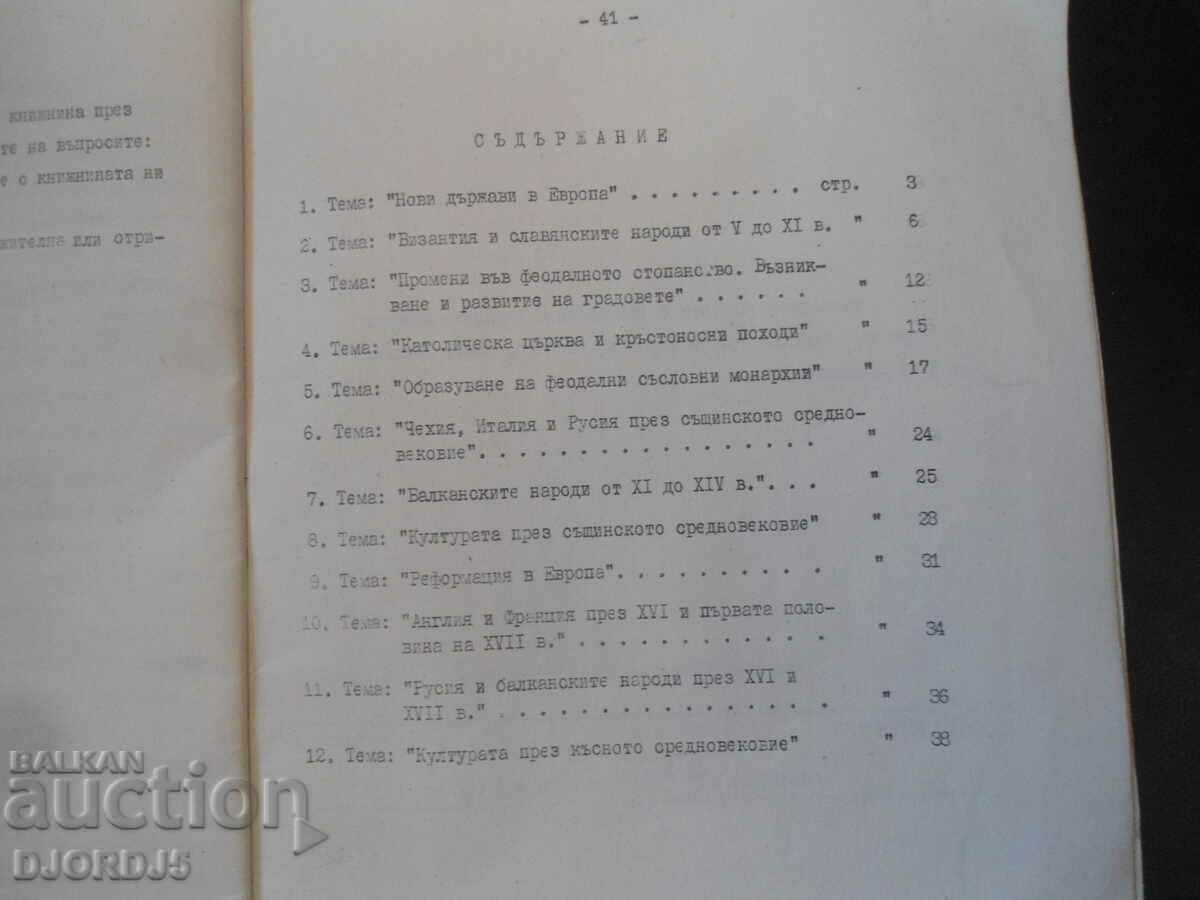 книжнина през
те на въпросите:
е с книжнината ни
жителна или отри-
- 41 -
СЪДЪРЖАНИЕ
1. Тема: "Нови държави в Европа" . . . . . . . . . стр. 3
2. Тема: "Византия и славянските народи от V до XI в. " 6
3. Тема: "Промени във феодалното стопанство. Възник-
ване и развитие на градовете" . . . . . . " 12
4. Тема: "Католическа църква и кръстоносни походи" " 15
5. Тема: "Образуване на феодални съсловни монархии" " 17
6. Тема: "Чехия, Италия и Русия през същинското средно-
вековие". . . . . . . . . . . . . . . . " 24
7. Тема: "Балканските народи от XI до XIV в.". . . " 25
8. Тема: "Културата през същинското средновековие" " 28
9. Тема: "Реформация в Европа". . . . . . . . . . " 31
10. Тема: "Англия и Франция през XVI и първата поло-
вина на XVII в." . . . . . . . . . . . . " 34
11. Тема: "Русия и балканските народи през XVI и
XVII в." . . . . . . . . . . . . . . . . " 36
12. Тема: "Културата през късното средновековие" " 38
BALKAN
auction
DJORDJ5